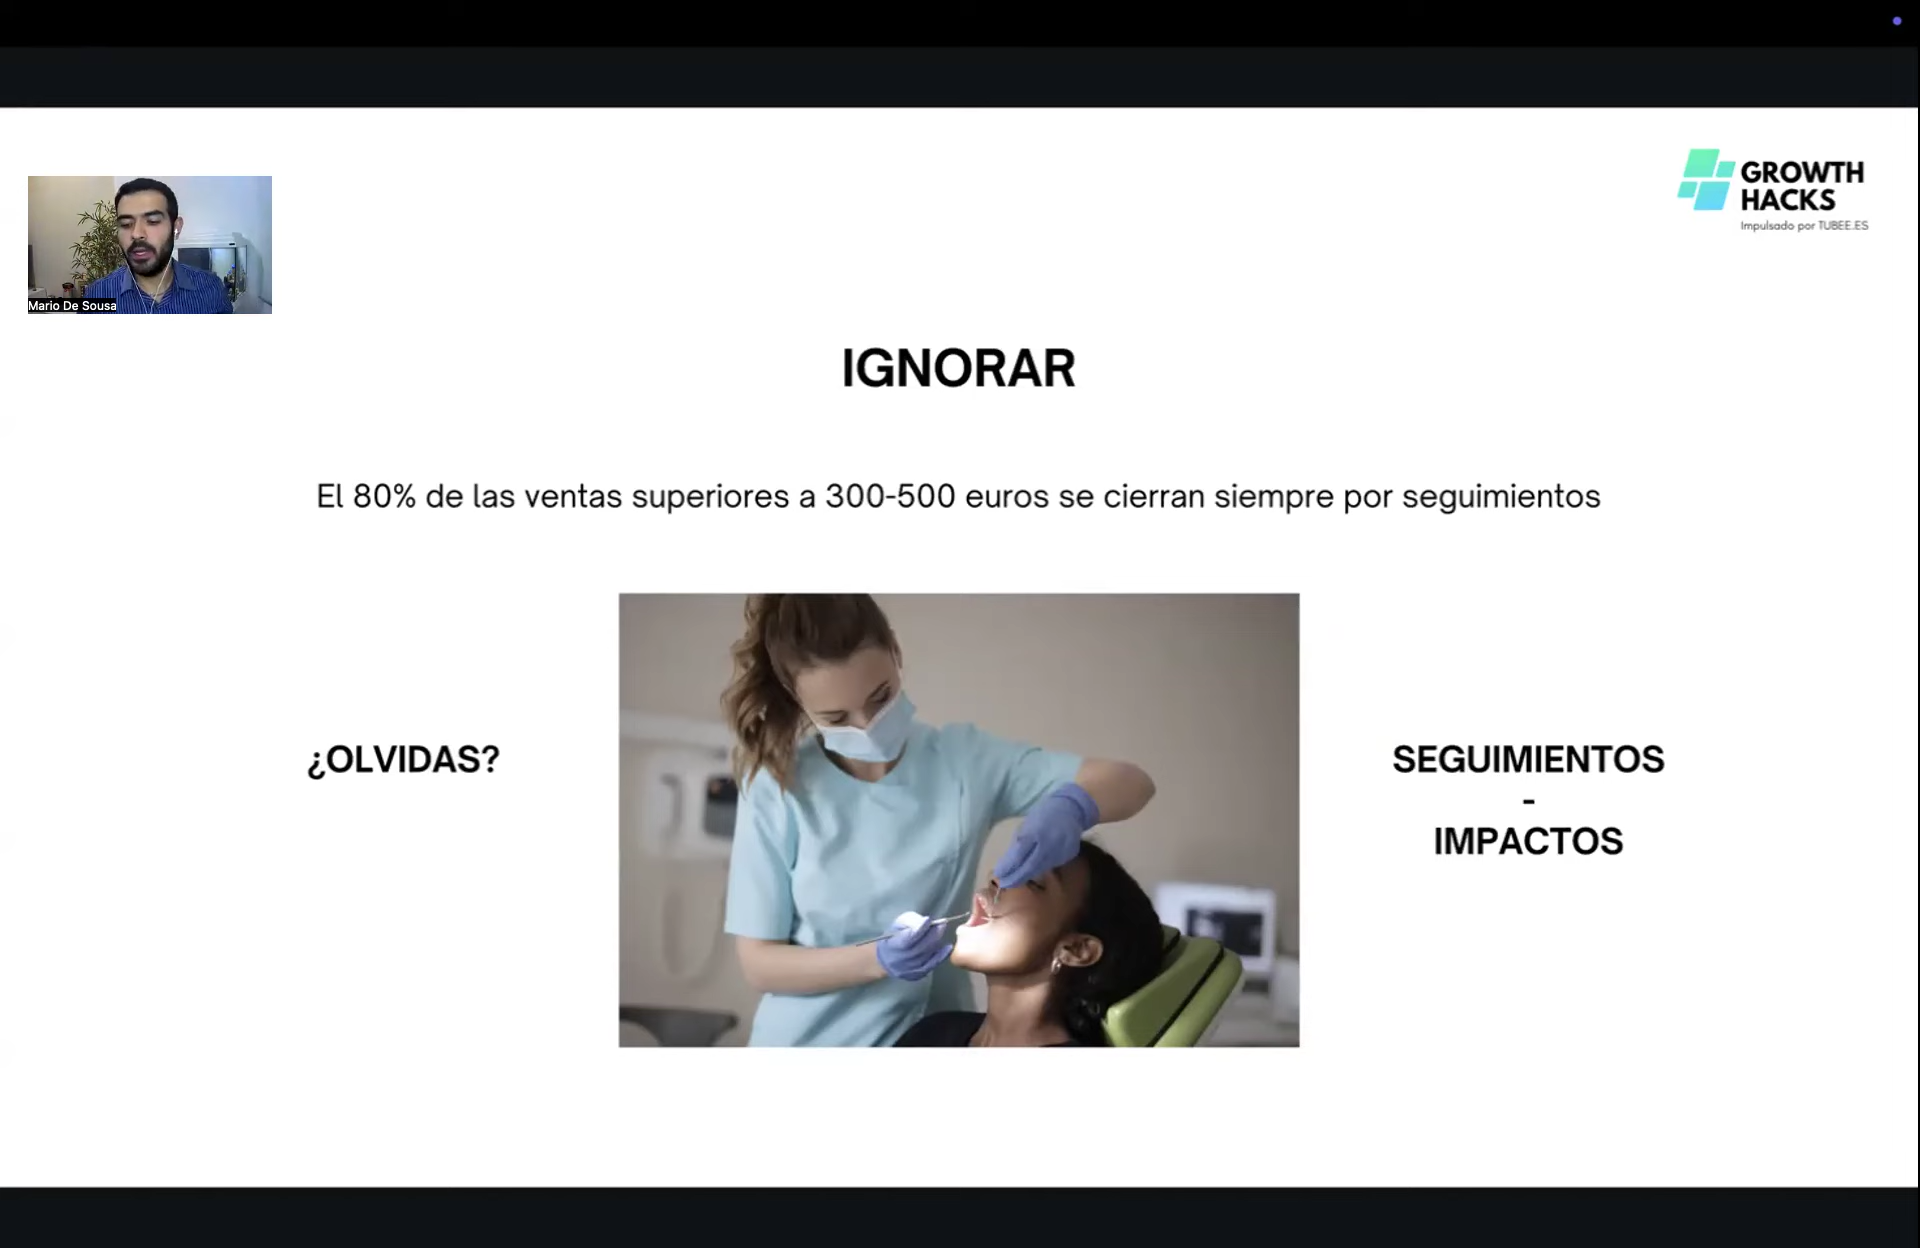 GROWTH
HACKS
Impulsado por TUBEE.ES
Mario De Sousa
IGNORAR
El 80% de las ventas superiores a 300-500 euros se cierran siempre por seguimientos
¿OLVIDAS?
SEGUIMIENTOS
-
IMPACTOS